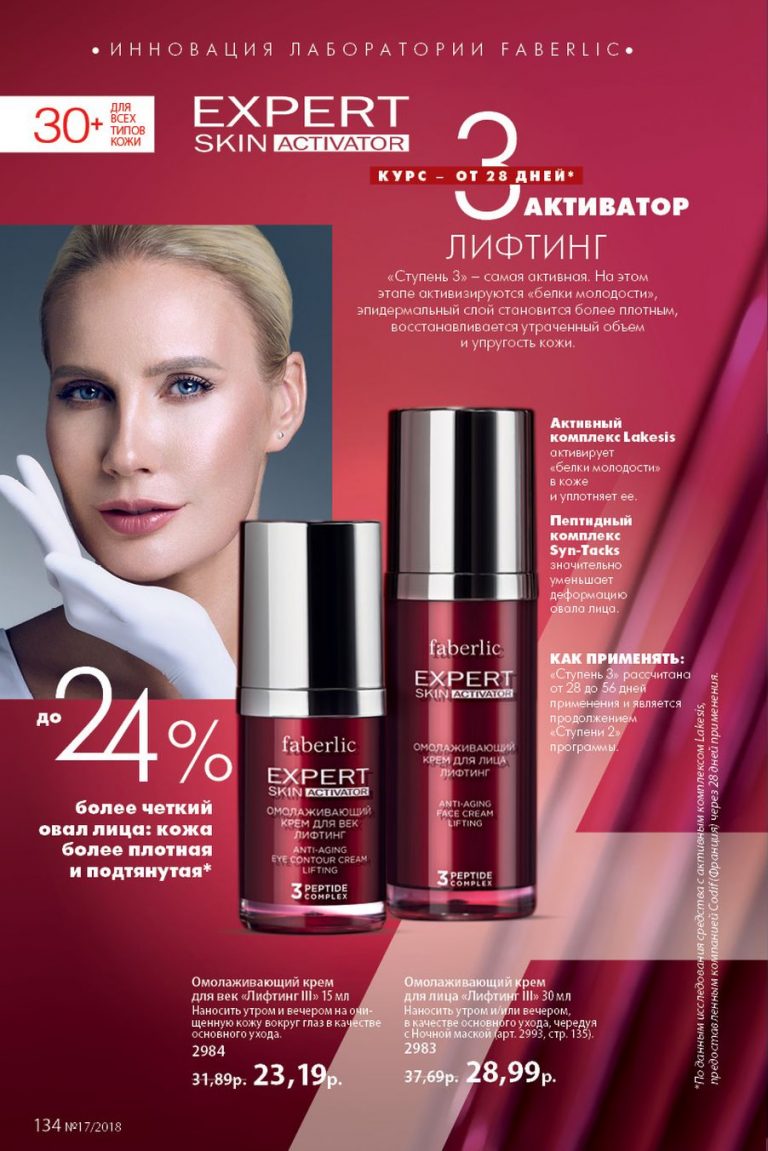 • ИННОВАЦИЯ ЛАБОРАТОРИИ FABERLIC •
30+
ДЛЯ
ВСЕХ
ТИПОВ
КОЖИ
EXPERT
SKIN ACTIVATOR
3
КУРС – ОТ 28 ДНЕЙ*
АКТИВАТОР
ЛИФТИНГ
«Ступень 3» – самая активная. На этом
этапе активизируются «белки молодости»,
эпидермальный слой становится более плотным,
восстанавливается утраченный объем
и упругость кожи.
Активный
комплекс Lakesis
активирует
«белки молодости»
в коже
и уплотняет ее.
Пептидный
комплекс
Syn-Tacks
значительно
уменьшает
деформацию
овала лица.
КАК ПРИМЕНЯТЬ:
«Ступень 3» рассчитана
от 28 до 56 дней
применения и является
продолжением
«Ступени 2»
программы.
до 24%
более четкий
овал лица: кожа
более плотная
и подтянутая*
faberlic
EXPERT
SKIN ACTIVATOR
ОМОЛАЖИВАЮЩИЙ
КРЕМ ДЛЯ ВЕК
ЛИФТИНГ
ANTI-AGING
EYE CONTOUR CREAM
LIFTING
3 PEPTIDE
COMPLEX
faberlic
EXPERT
SKIN ACTIVATOR
ОМОЛАЖИВАЮЩИЙ
КРЕМ ДЛЯ ЛИЦА
ЛИФТИНГ
ANTI-AGING
FACE CREAM
LIFTING
3 PEPTIDE
COMPLEX
Омолаживающий крем
для век «Лифтинг III» 15 мл
Наносить утром и вечером на очи-
щенную кожу вокруг глаз в качестве
основного ухода.
2984
31,89р. 23,19р.
Омолаживающий крем
для лица «Лифтинг III» 30 мл
Наносить утром и/или вечером,
в качестве основного ухода, чередуя
с Ночной маской (арт. 2993, стр. 135).
2983
37,69р. 28,99р.
*По данным исследования средства с активным комплексом Lakesis,
предоставленным компанией Codif (Франция) через 28 дней применения.
134 №17/2018